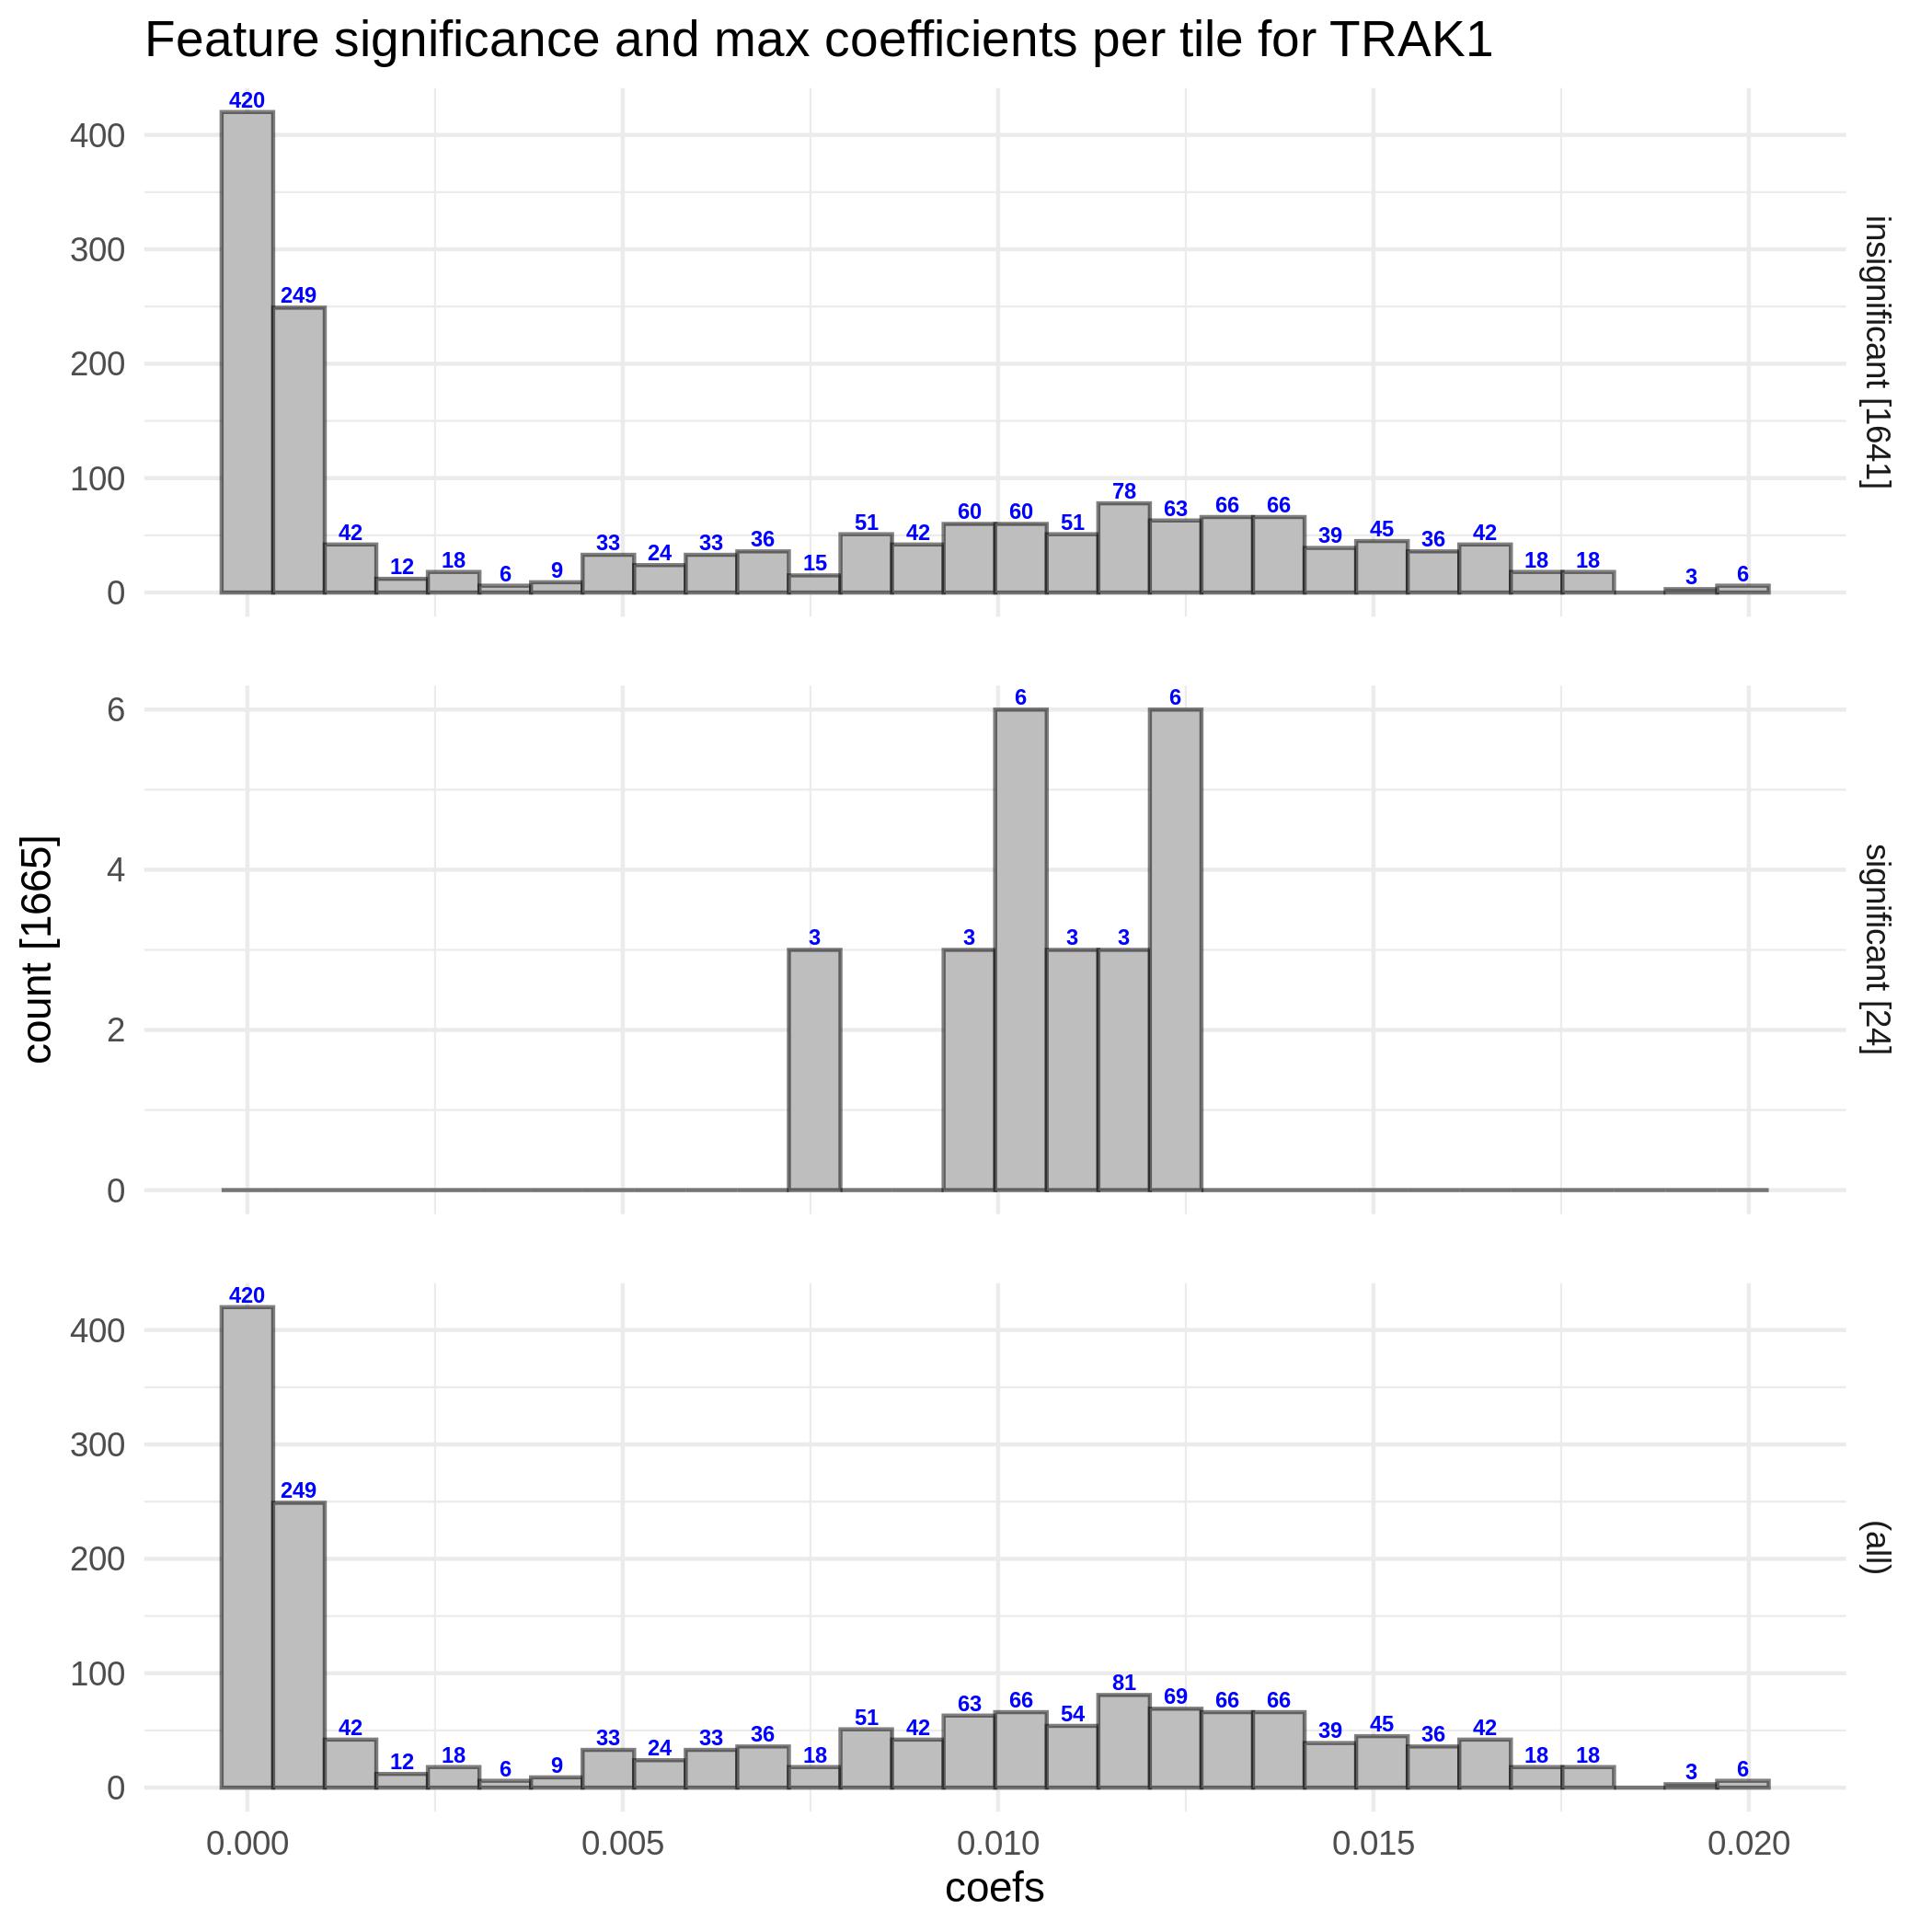 Feature significance and max coefficients per tile for TRAK1
420
400
300
249
200
100
42 12 18 6 9 33 24 33 36 15 51 42 60 60 51 78 63 66 66 39 45 36 42 18 18 3 6
0
insignificant [1641]
6
6 6
4
3 3 3 3
2
0
significant [24]
count [1665]
420
400
300
249
200
100
42 12 18 6 9 33 24 33 36 18 51 42 63 66 54 81 69 66 66 39 45 36 42 18 18 3 6
0
(all)
0.000 0.005 0.010 0.015 0.020
coefs